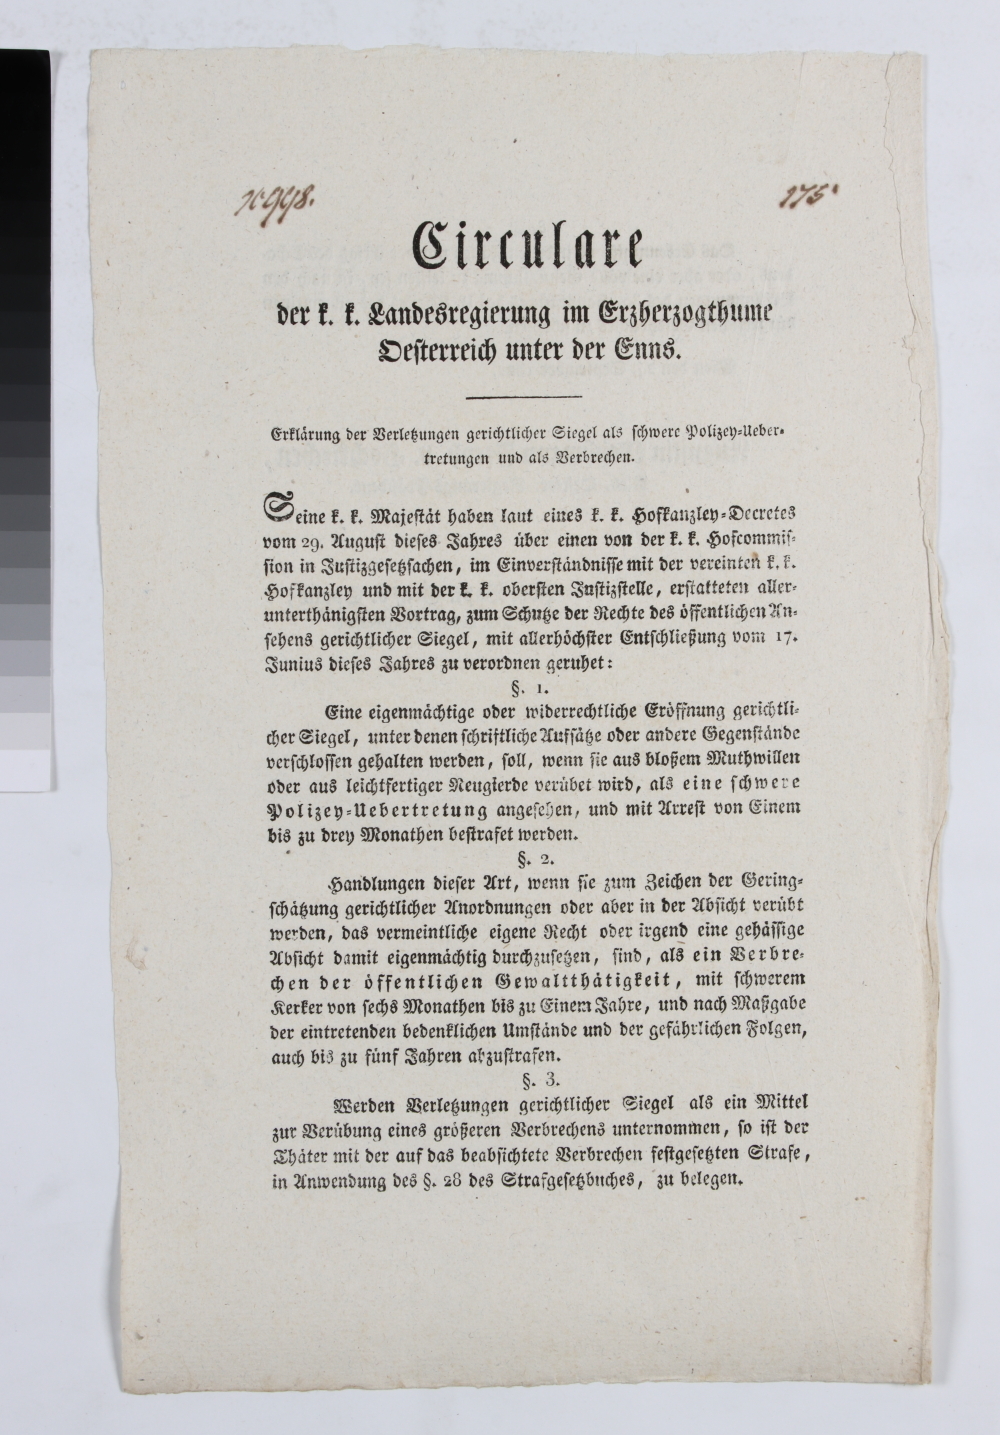 No 998.
175
Circulare
der k. k. Landesregierung im Erzherzogthume
Oesterreich unter der Enns.
Erklärung der Verletzungen gerichtlicher Siegel als schwere Polizey-Ueber-
tretungen und als Verbrechen.
Seine k. k. Majestät haben laut eines k. k. Hofkanzley-Decretes
vom 29. August dieses Jahres über einen von der k. k. Hofcommis-
sion in Justizgesetzsachen, im Einverständnisse mit der vereinten k. k.
Hofkanzley und mit der k. k. obersten Justizstelle, erstatteten aller-
unterthänigsten Vortrag, zum Schutze der Rechte des öffentlichen An-
sehens gerichtlicher Siegel, mit allerhöchster Entschließung vom 17.
Junius dieses Jahres zu verordnen geruhet:
§. 1.
Eine eigenmächtige oder widerrechtliche Eröffnung gerichtli-
cher Siegel, unter denen schriftliche Aufsätze oder andere Gegenstände
verschlossen gehalten werden, soll, wenn sie aus bloßem Muthwillen
oder aus leichtfertiger Neugierde verübet wird, als eine schwere
Polizey-Uebertretung angesehen, und mit Arrest von Einem
bis zu drey Monathen bestrafet werden.
§. 2.
Handlungen dieser Art, wenn sie zum Zeichen der Gering-
schätzung gerichtlicher Anordnungen oder aber in der Absicht verübt
werden, das vermeintliche eigene Recht oder irgend eine gehässige
Absicht damit eigenmächtig durchzusetzen, sind, als ein Verbre-
chen der öffentlichen Gewaltthätigkeit, mit schwerem
Kerker von sechs Monathen bis zu Einem Jahre, und nach Maßgabe
der eintretenden bedenklichen Umstände und der gefährlichen Folgen,
auch bis zu fünf Jahren abzustrafen.
§. 3.
Werden Verletzungen gerichtlicher Siegel als ein Mittel
zur Verübung eines größeren Verbrechens unternommen, so ist der
Thäter mit der auf das beabsichtete Verbrechen festgesetzten Strafe,
in Anwendung des §. 28 des Strafgesetzbuches, zu belegen.